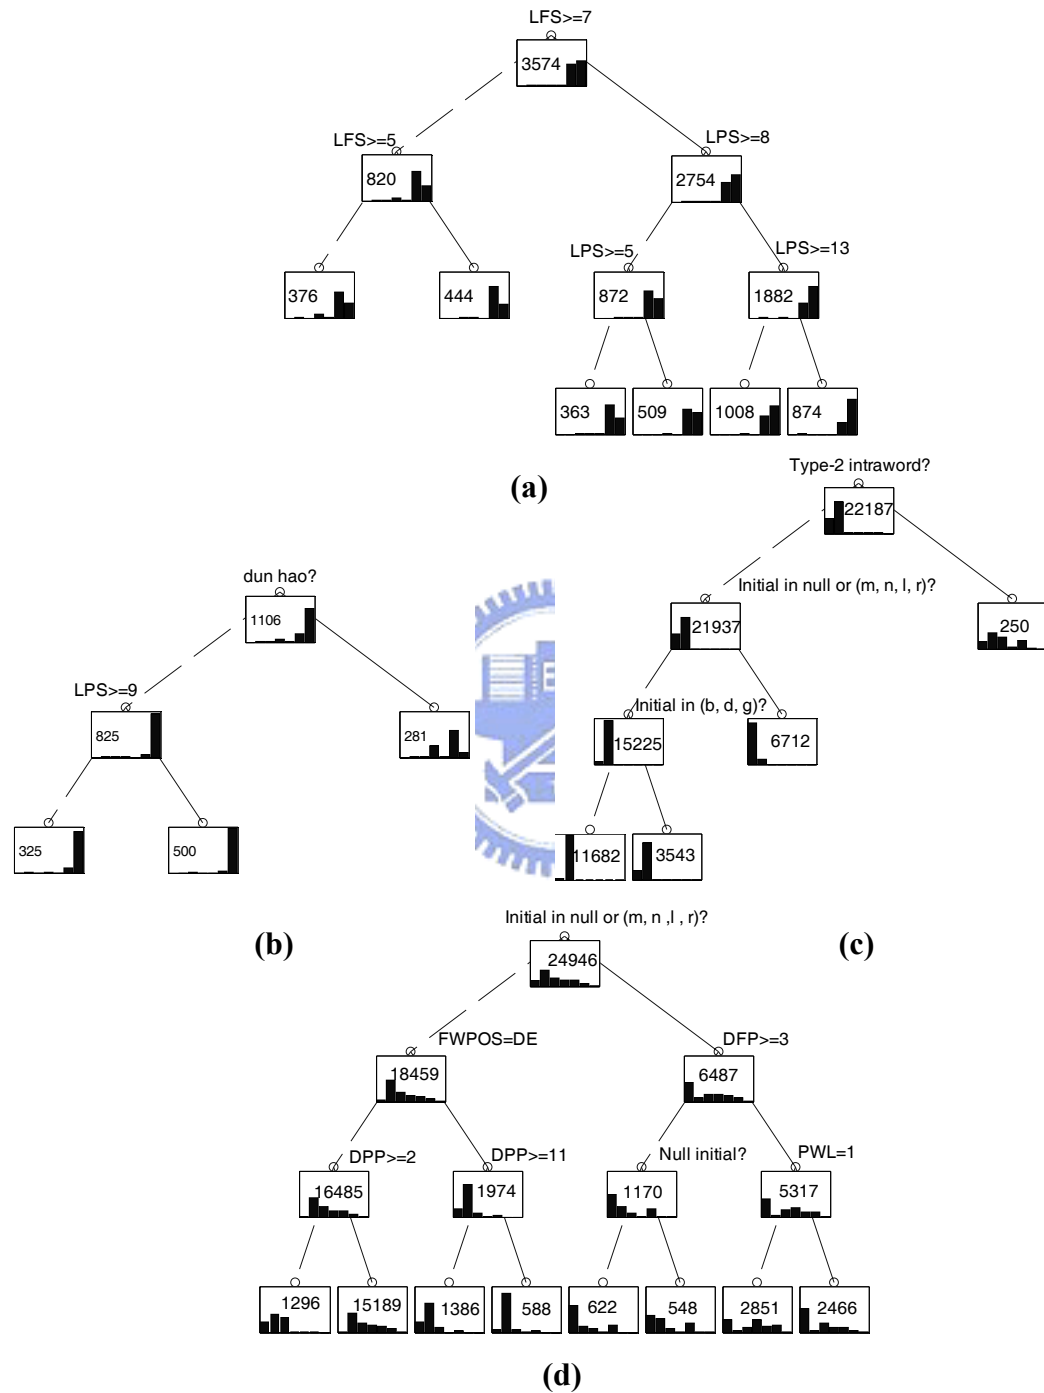 LFS>=7
3574
LFS>=5
LPS>=8
820
2754
LPS>=5
LPS>=13
376
444
872
1882
363
509
1008
874
(a)
Type-2 intraword?
22187
dun hao?
1106
Initial in null or (m, n, l, r)?
21937
250
LPS>=9
825
281
Initial in (b, d, g)?
15225
6712
325
500
11682
3543
(b)
(c)
Initial in null or (m, n ,l , r)?
24946
FWPOS=DE
DFP>=3
18459
6487
DPP>=2
DPP>=11
Null initial?
PWL=1
16485
1974
1170
5317
1296
15189
1386
588
622
548
2851
2466
(d)